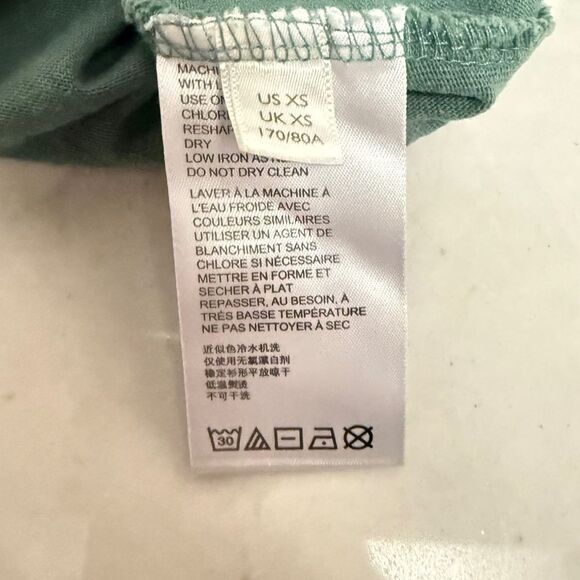 US XS
UK XS
170/80A
WITH
USE
DRY
LOW IRON AS
DO NOT DRY CLEAN
LAVER À LA MACHINE À
L'EAU FROIDE AVEC
COULEURS SIMILAIRES
UTILISER UN AGENT DE
BLANCHIMENT SANS
CHLORE SI NÉCESSAIRE
METTRE EN FORME ET
SECHER À PLAT
REPASSER, AU BESOIN, À
TRÈS BASSE TEMPÉRATURE
NE PAS NETTOYER À SEC
近似色冷水机洗
仅使用无氯漂白剂
稳定衫形平放晾干
低温熨烫
不可干洗
30